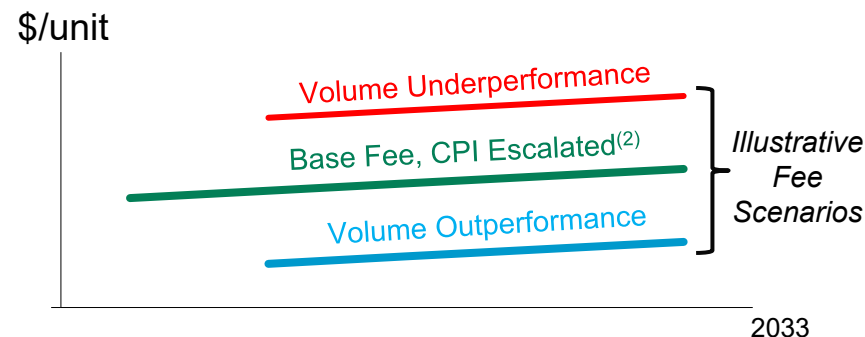 $/unit
Volume Underperformance
Base Fee, CPI Escalated(2)
Volume Outperformance
Illustrative
Fee
Scenarios
2033